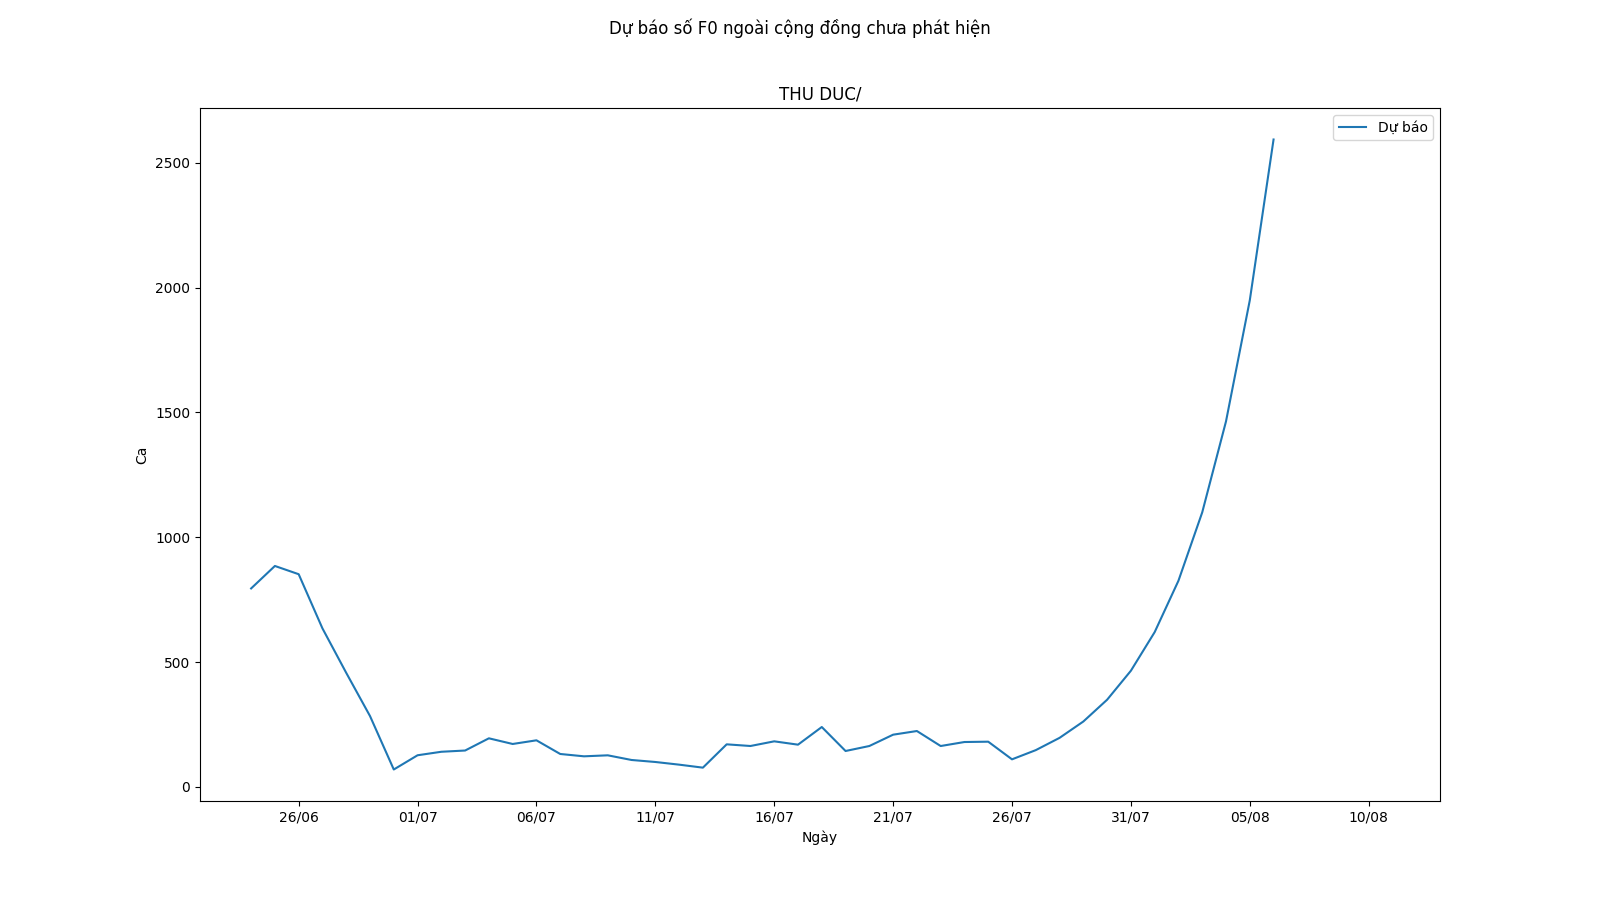 Dự báo số F0 ngoài cộng đồng chưa phát hiện
THU DUC/
Dự báo
2500
2000
1500
1000
500
0
Ca
26/06 01/07 06/07 11/07 16/07 21/07 26/07 31/07 05/08 10/08
Ngày